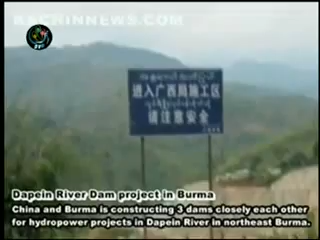 KACHINNEWS.COM
进入广西局施工区
请注意安全
Dapein River Dam project in Burma
China and Burma is constructing 3 dams closely each other
for hydropower projects in Dapein River in northeast Burma.